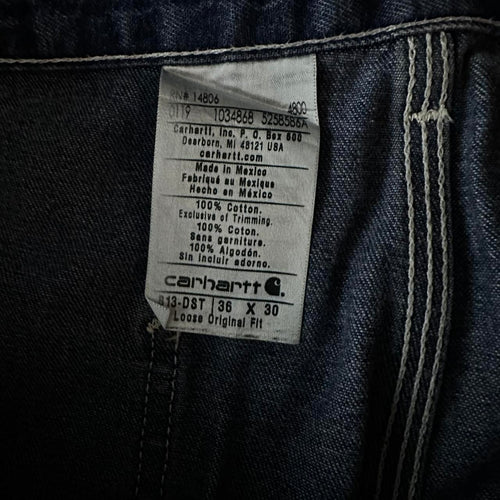 RN# 14806 4800
0119 1034868 5258586A
Carhartt, Inc. P. O. Box 600
Dearborn, MI 48121 USA
carhartt.com
Made in Mexico
Fabriqué au Mexique
Hecho en México
100% Cotton.
Exclusive of Trimming.
100% Coton.
Sans garniture.
100% Algodón.
Sin incluir adorno.
carhartt
B13-DST 36 X 30
Loose Original Fit